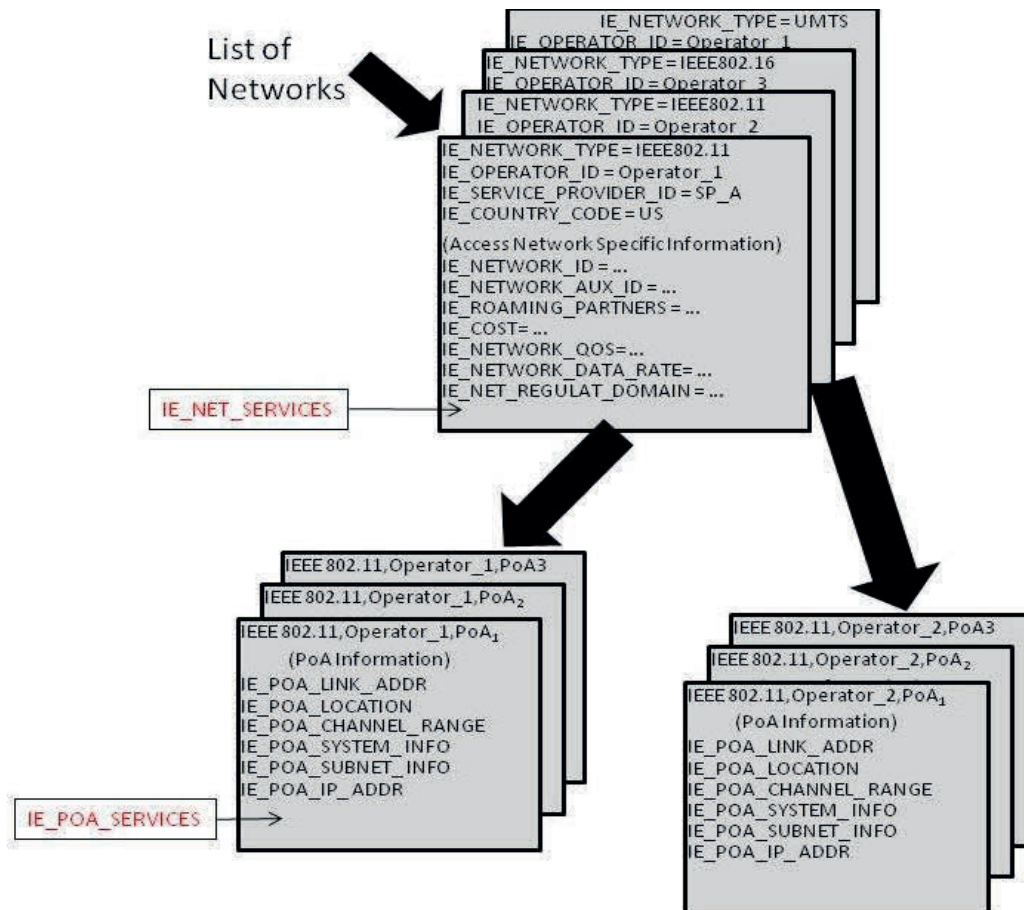 List of
Networks
IE_NETWORK_TYPE=UMTS
IE_OPERATOR_ID=Operator_1
IE_NETWORK_TYPE=IEEE802.16
IE_OPERATOR_ID=Operator_3
IE_NETWORK_TYPE=IEEE802.11
IE_OPERATOR_ID=Operator_2
IE_NETWORK_TYPE=IEEE802.11
IE_OPERATOR_ID=Operator_1
IE_SERVICE_PROVIDER_ID=SP_A
IE_COUNTRY_CODE=US
(Access Network Specific Information)
IE_NETWORK_ID=...
IE_NETWORK_AUX_ID=...
IE_ROAMING_PARTNERS=...
IE_COST=...
IE_NETWORK_QOS=...
IE_NETWORK_DATA_RATE=...
IE_NET_REGULAT_DOMAIN=...
IE_NET_SERVICES
IEEE 802.11,Operator_1,PoA3
IEEE 802.11,Operator_1,PoA2
IEEE 802.11,Operator_1,PoA1
(PoA Information)
IE_POA_LINK_ADDR
IE_POA_LOCATION
IE_POA_CHANNEL_RANGE
IE_POA_SYSTEM_INFO
IE_POA_SUBNET_INFO
IE_POA_IP_ADDR
IE_POA_SERVICES
IEEE 802.11,Operator_2,PoA3
IEEE 802.11,Operator_2,PoA2
IEEE 802.11,Operator_2,PoA1
(PoA Information)
IE_POA_LINK_ADDR
IE_POA_LOCATION
IE_POA_CHANNEL_RANGE
IE_POA_SYSTEM_INFO
IE_POA_SUBNET_INFO
IE_POA_IP_ADDR